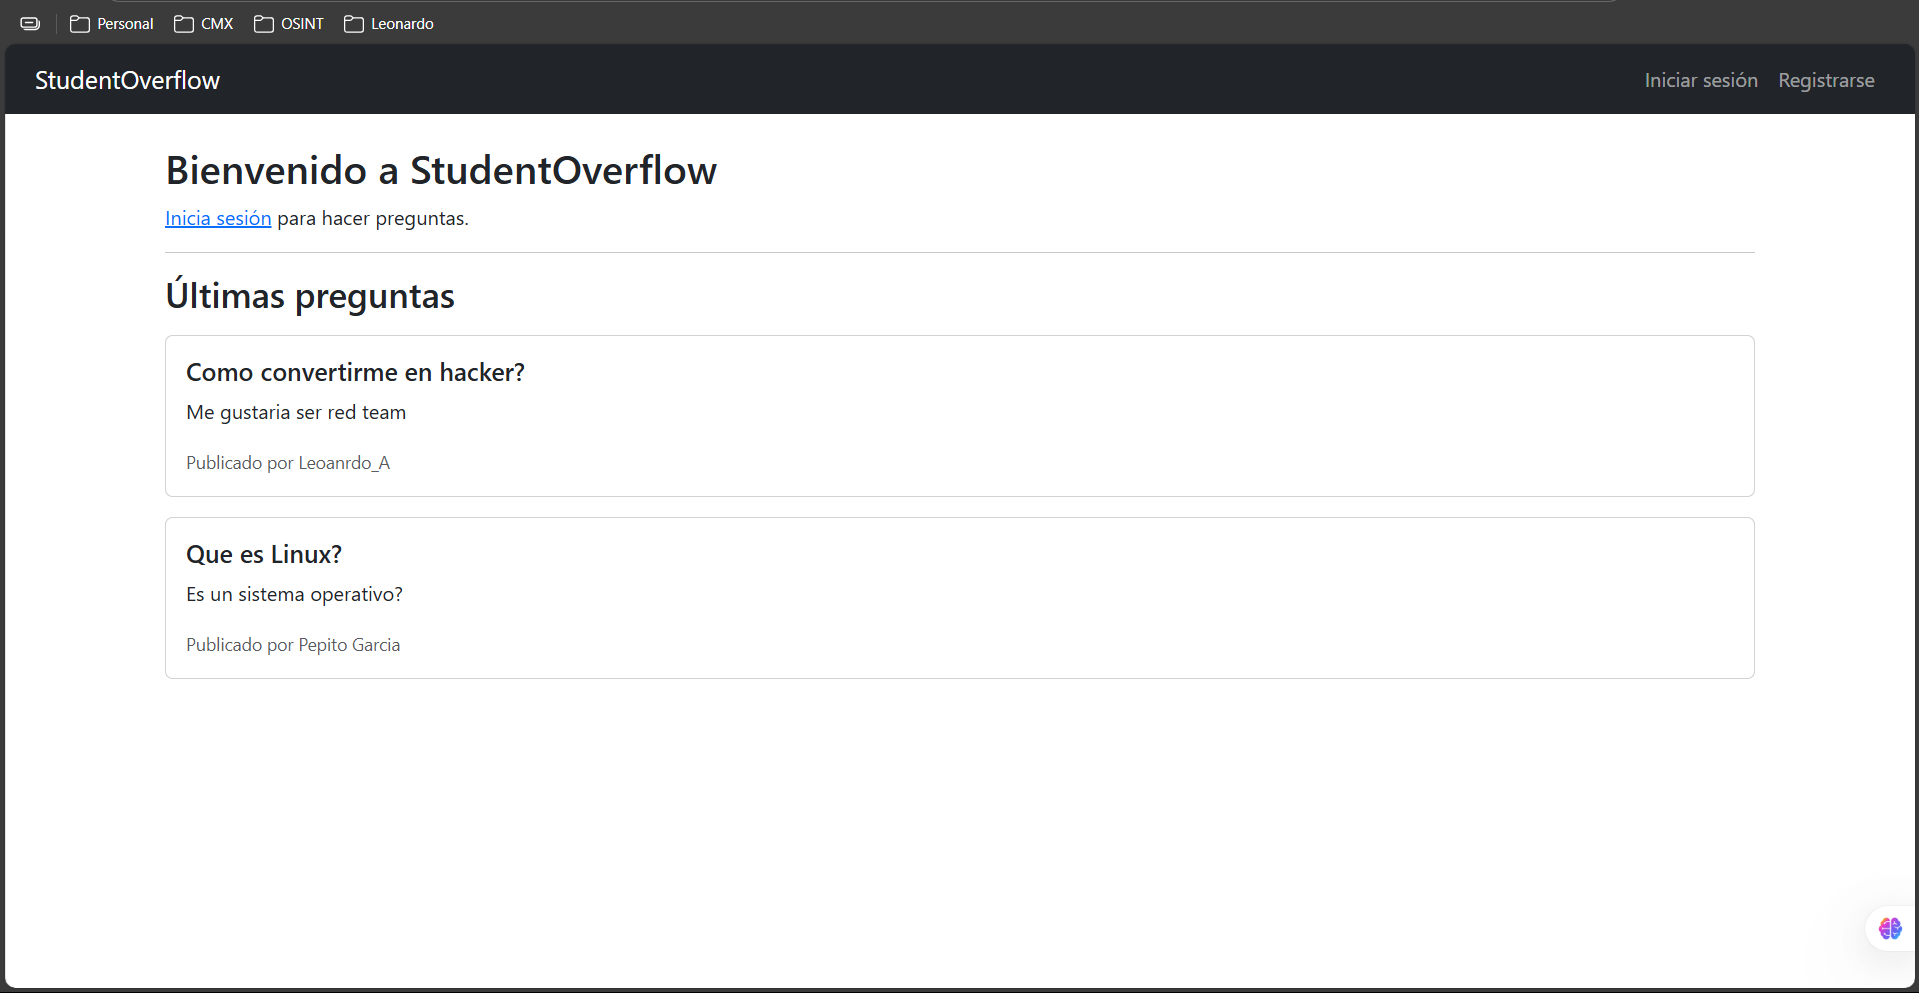 Personal CMX OSINT Leonardo
StudentOverflow Iniciar sesión Registrarse
Bienvenido a StudentOverflow
Inicia sesión para hacer preguntas.
Últimas preguntas
Como convertirme en hacker?
Me gustaria ser red team
Publicado por Leoanrdo_A
Que es Linux?
Es un sistema operativo?
Publicado por Pepito Garcia